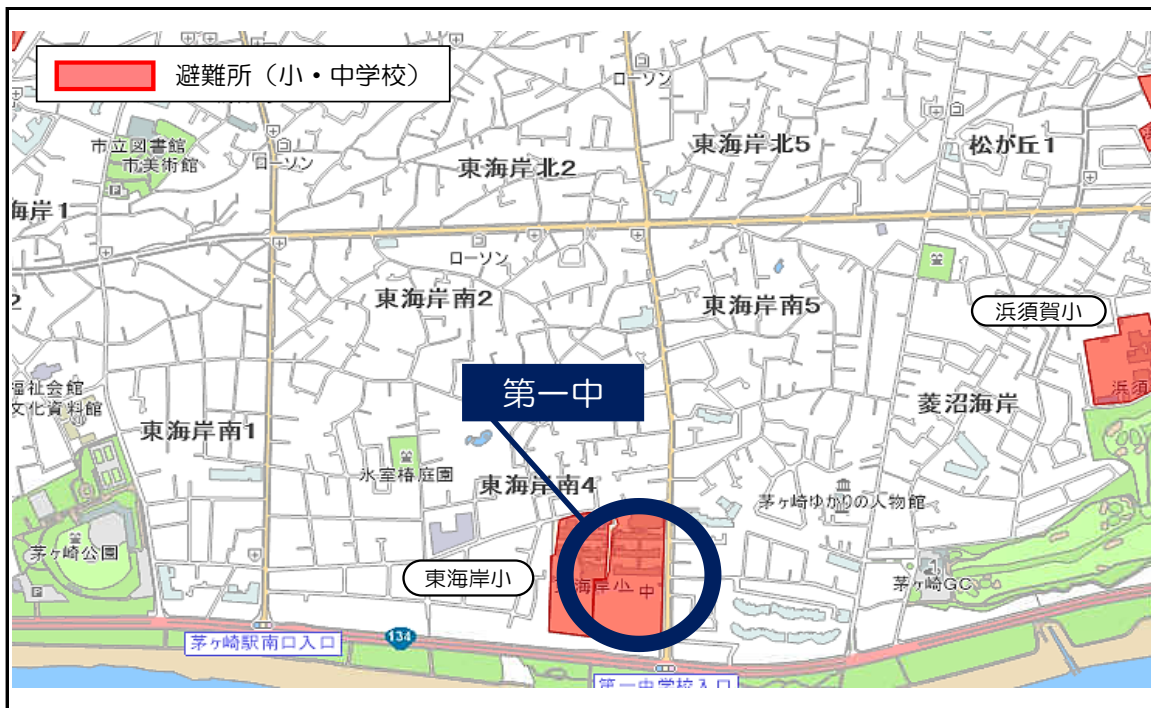 避難所（小・中学校）
ローソン
市立図書館
市美術館
ローソン
東海岸北2
東海岸北5
松が丘1
海岸1
P
ローソン
東海岸南2
東海岸南5
2
浜須賀小
第一中
福祉会館
文化資料館
浜須
菱沼海岸
東海岸南1
氷室椿庭園
東海岸南4
茅ヶ崎ゆかりの人物館
茅ヶ崎公園
東海岸小
海岸小
一中
1
茅ヶ崎GC
P
茅ヶ崎駅南口入口
134
第一中学校入口